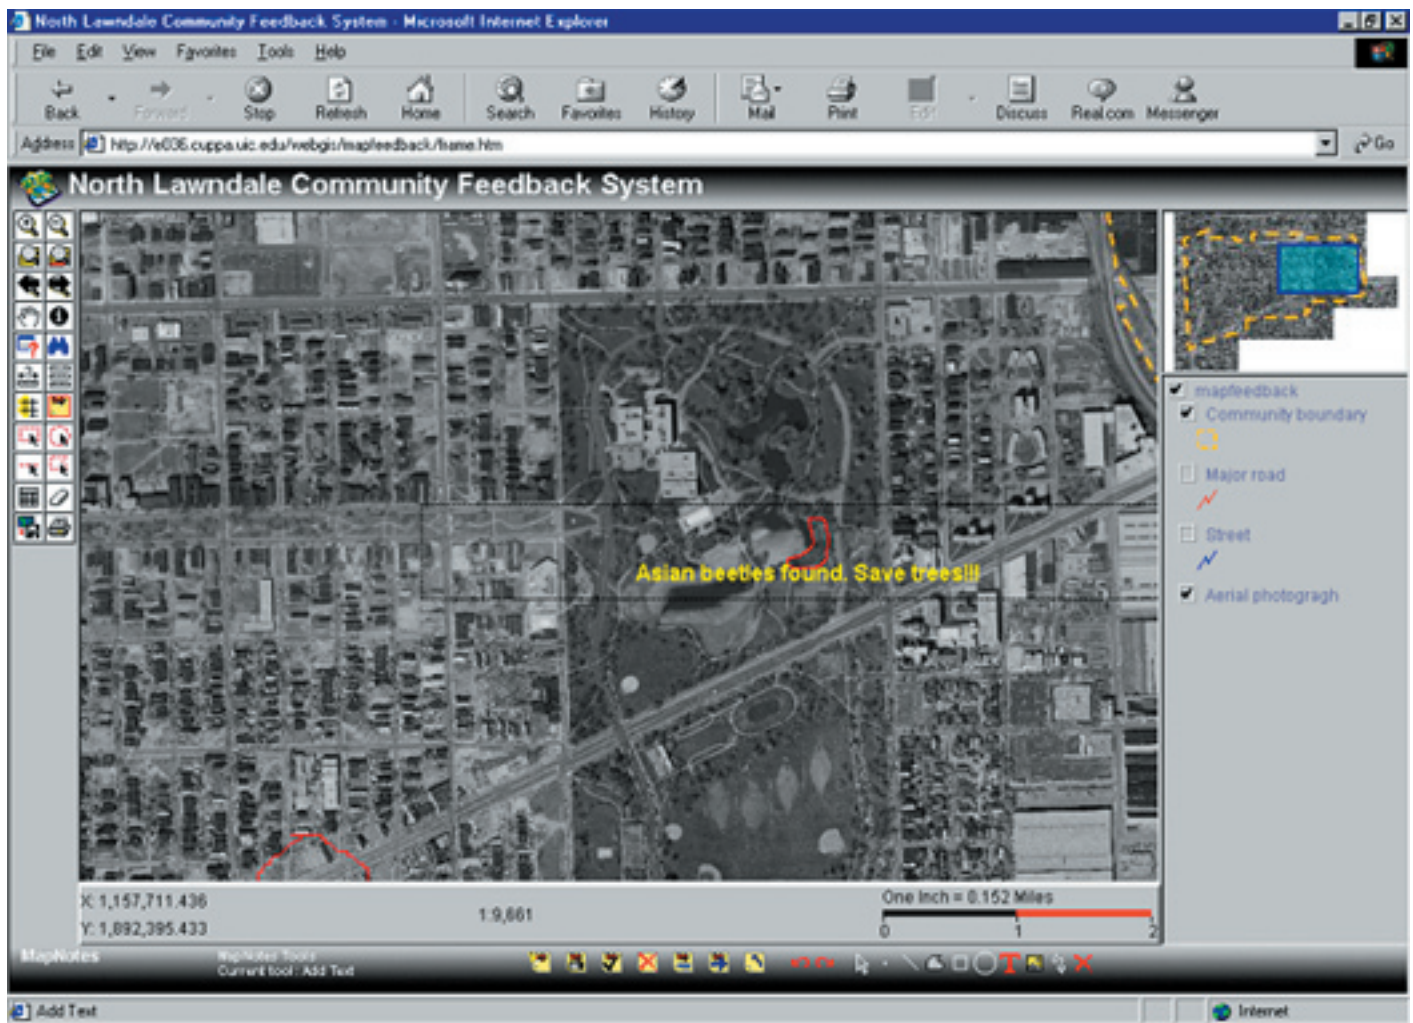 North Lawndale Community Feedback System - Microsoft Internet Explorer
File Edit View Favorites Tools Help
Back Forward Stop Refresh Home Search Favorites History Mail Print Edit Discuss Real.com Messenger
Address http://e036.cuppa.uic.edu/webgis/mapfeedback/frame.htm Go
North Lawndale Community Feedback System
mapfeedback
Community boundary
Major road
Street
Aerial photogragh
Asian beetles found. Save trees!!!
X: 1,157,711.436
Y: 1,892,395.433
1:9,661
One Inch = 0.152 Miles
0 1 2
MapNotes
MapNotes Tools
Current tool : Add Text
Add Text
Internet